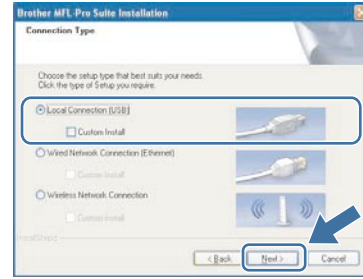 Brother MFL-Pro Suite Installation
Connection Type
Choose the setup type that best suits your needs.
Click the type of Setup you require.
Local Connection (USB)
Custom Install
Wired Network Connection (Ethernet)
Custom Install
Wireless Network Connection
Custom Install
InstallShield
< Back
Next >
Cancel